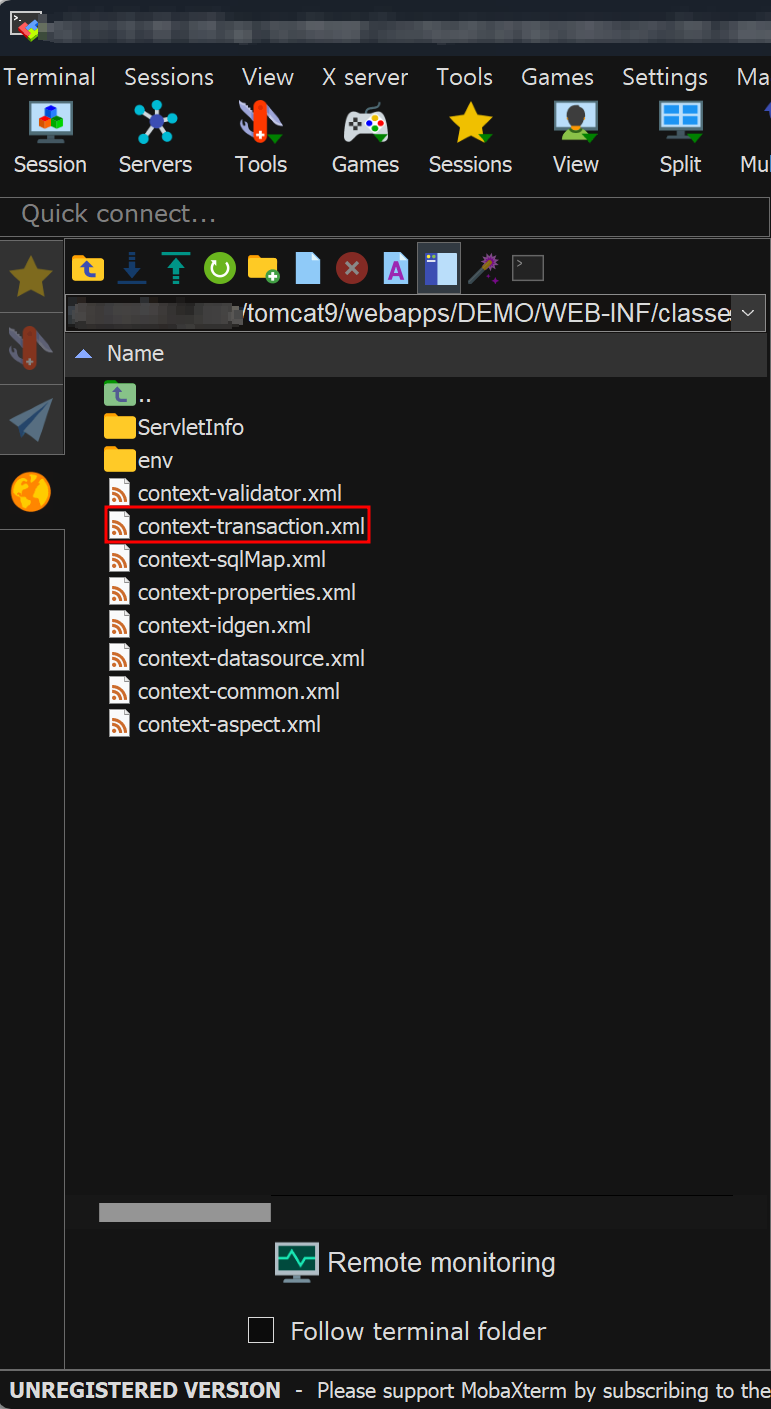 Terminal Sessions View X server Tools Games Settings Ma
Session Servers Tools Games Sessions View Split Mul
Quick connect...
/tomcat9/webapps/DEMO/WEB-INF/classe
Name
..
ServletInfo
env
context-validator.xml
context-transaction.xml
context-sqlMap.xml
context-properties.xml
context-idgen.xml
context-datasource.xml
context-common.xml
context-aspect.xml
Remote monitoring
Follow terminal folder
UNREGISTERED VERSION - Please support MobaXterm by subscribing to the